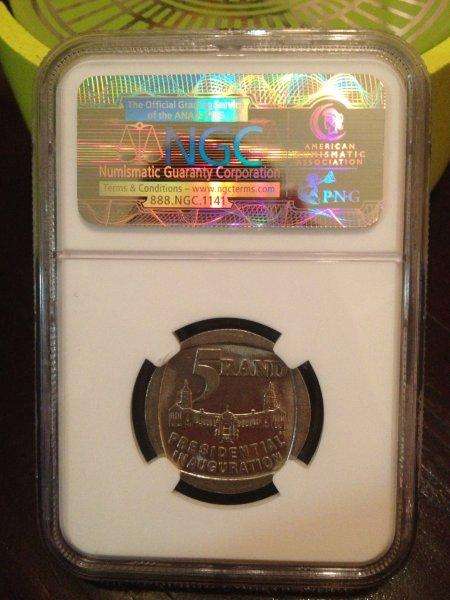 The Official Grading Service
of the ANA &
NGC
Numismatic Guaranty Corporation
Terms & Conditions – www.ngcterms.com
888.NGC.1141
AMERICAN
NUMISMATIC
ASSOCIATION
PNG
5 RAND
PRESIDENTIAL
INAUGURATION